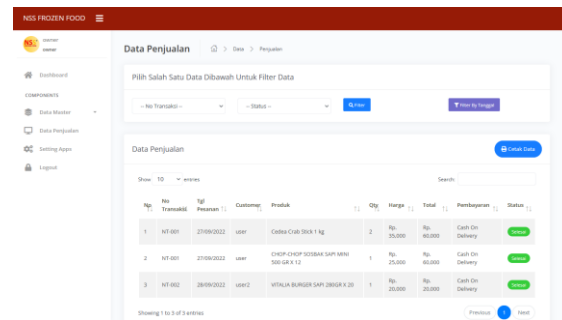 NSS FROZEN FOOD
NSS
owner
owner
Data Penjualan > Data > Penjualan
Dashboard
COMPONENTS
Data Master
Data Penjualan
Setting Apps
Logout
Pilih Salah Satu Data Dibawah Untuk Filter Data
-- No Transaksi -- -- Status -- Filter Filter By Tanggal
Data Penjualan Cetak Data
Show 10 entries Search:
No No Transaksi Tgl Pesanan Customer Produk Qty Harga Total Pembayaran Status
1 NT-001 27/09/2022 user Cedea Crab Stick 1 kg 2 Rp. 35,000 Rp. 60,000 Cash On Delivery Selesai
2 NT-001 27/09/2022 user CHOP-CHOP SOSBAK SAPI MINI 500 GR X 12 1 Rp. 25,000 Rp. 60,000 Cash On Delivery Selesai
3 NT-002 28/09/2022 user2 VITALIA BURGER SAPI 280GR X 20 1 Rp. 20,000 Rp. 20,000 Cash On Delivery Selesai
Showing 1 to 3 of 3 entries Previous 1 Next